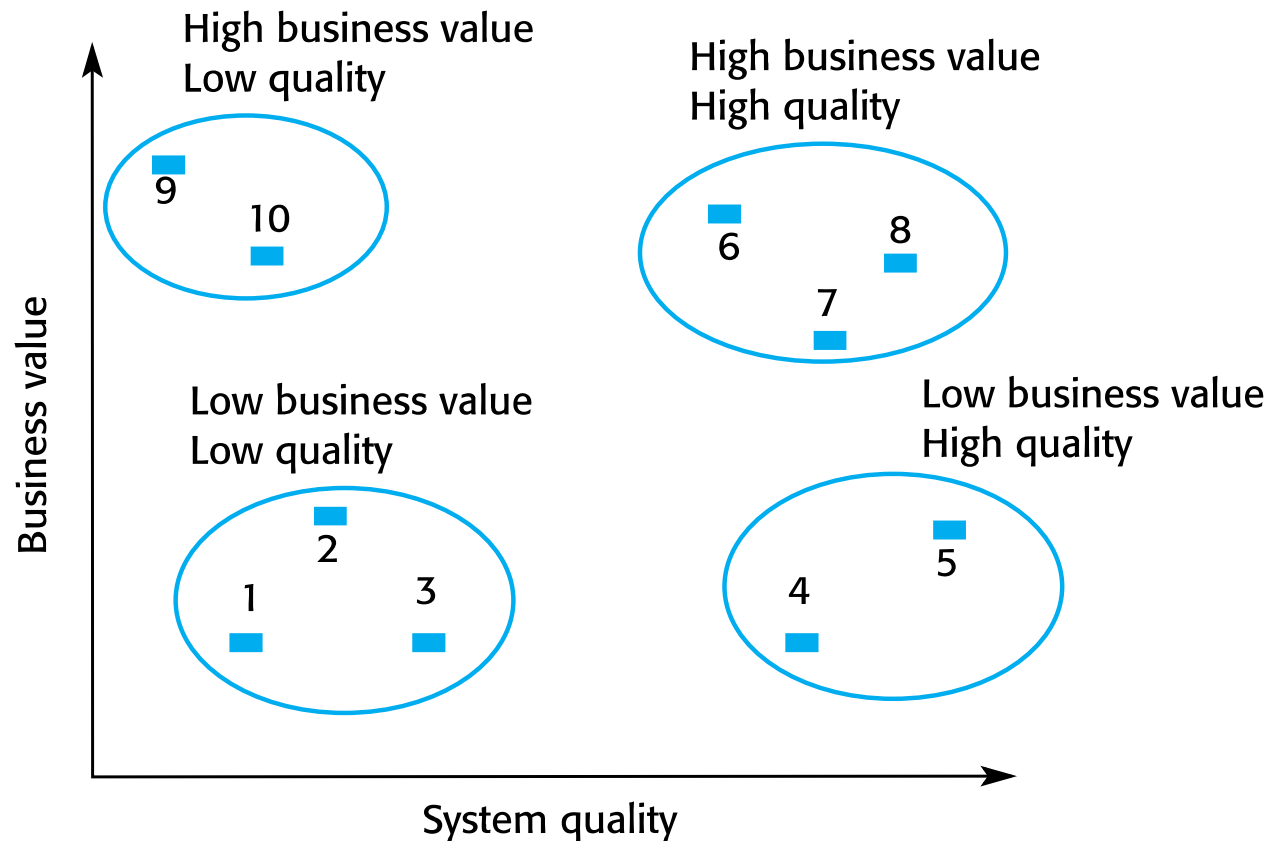 High business value
Low quality
High business value
High quality
9
10
6
8
7
Business value
Low business value
Low quality
Low business value
High quality
2
1
3
5
4
System quality